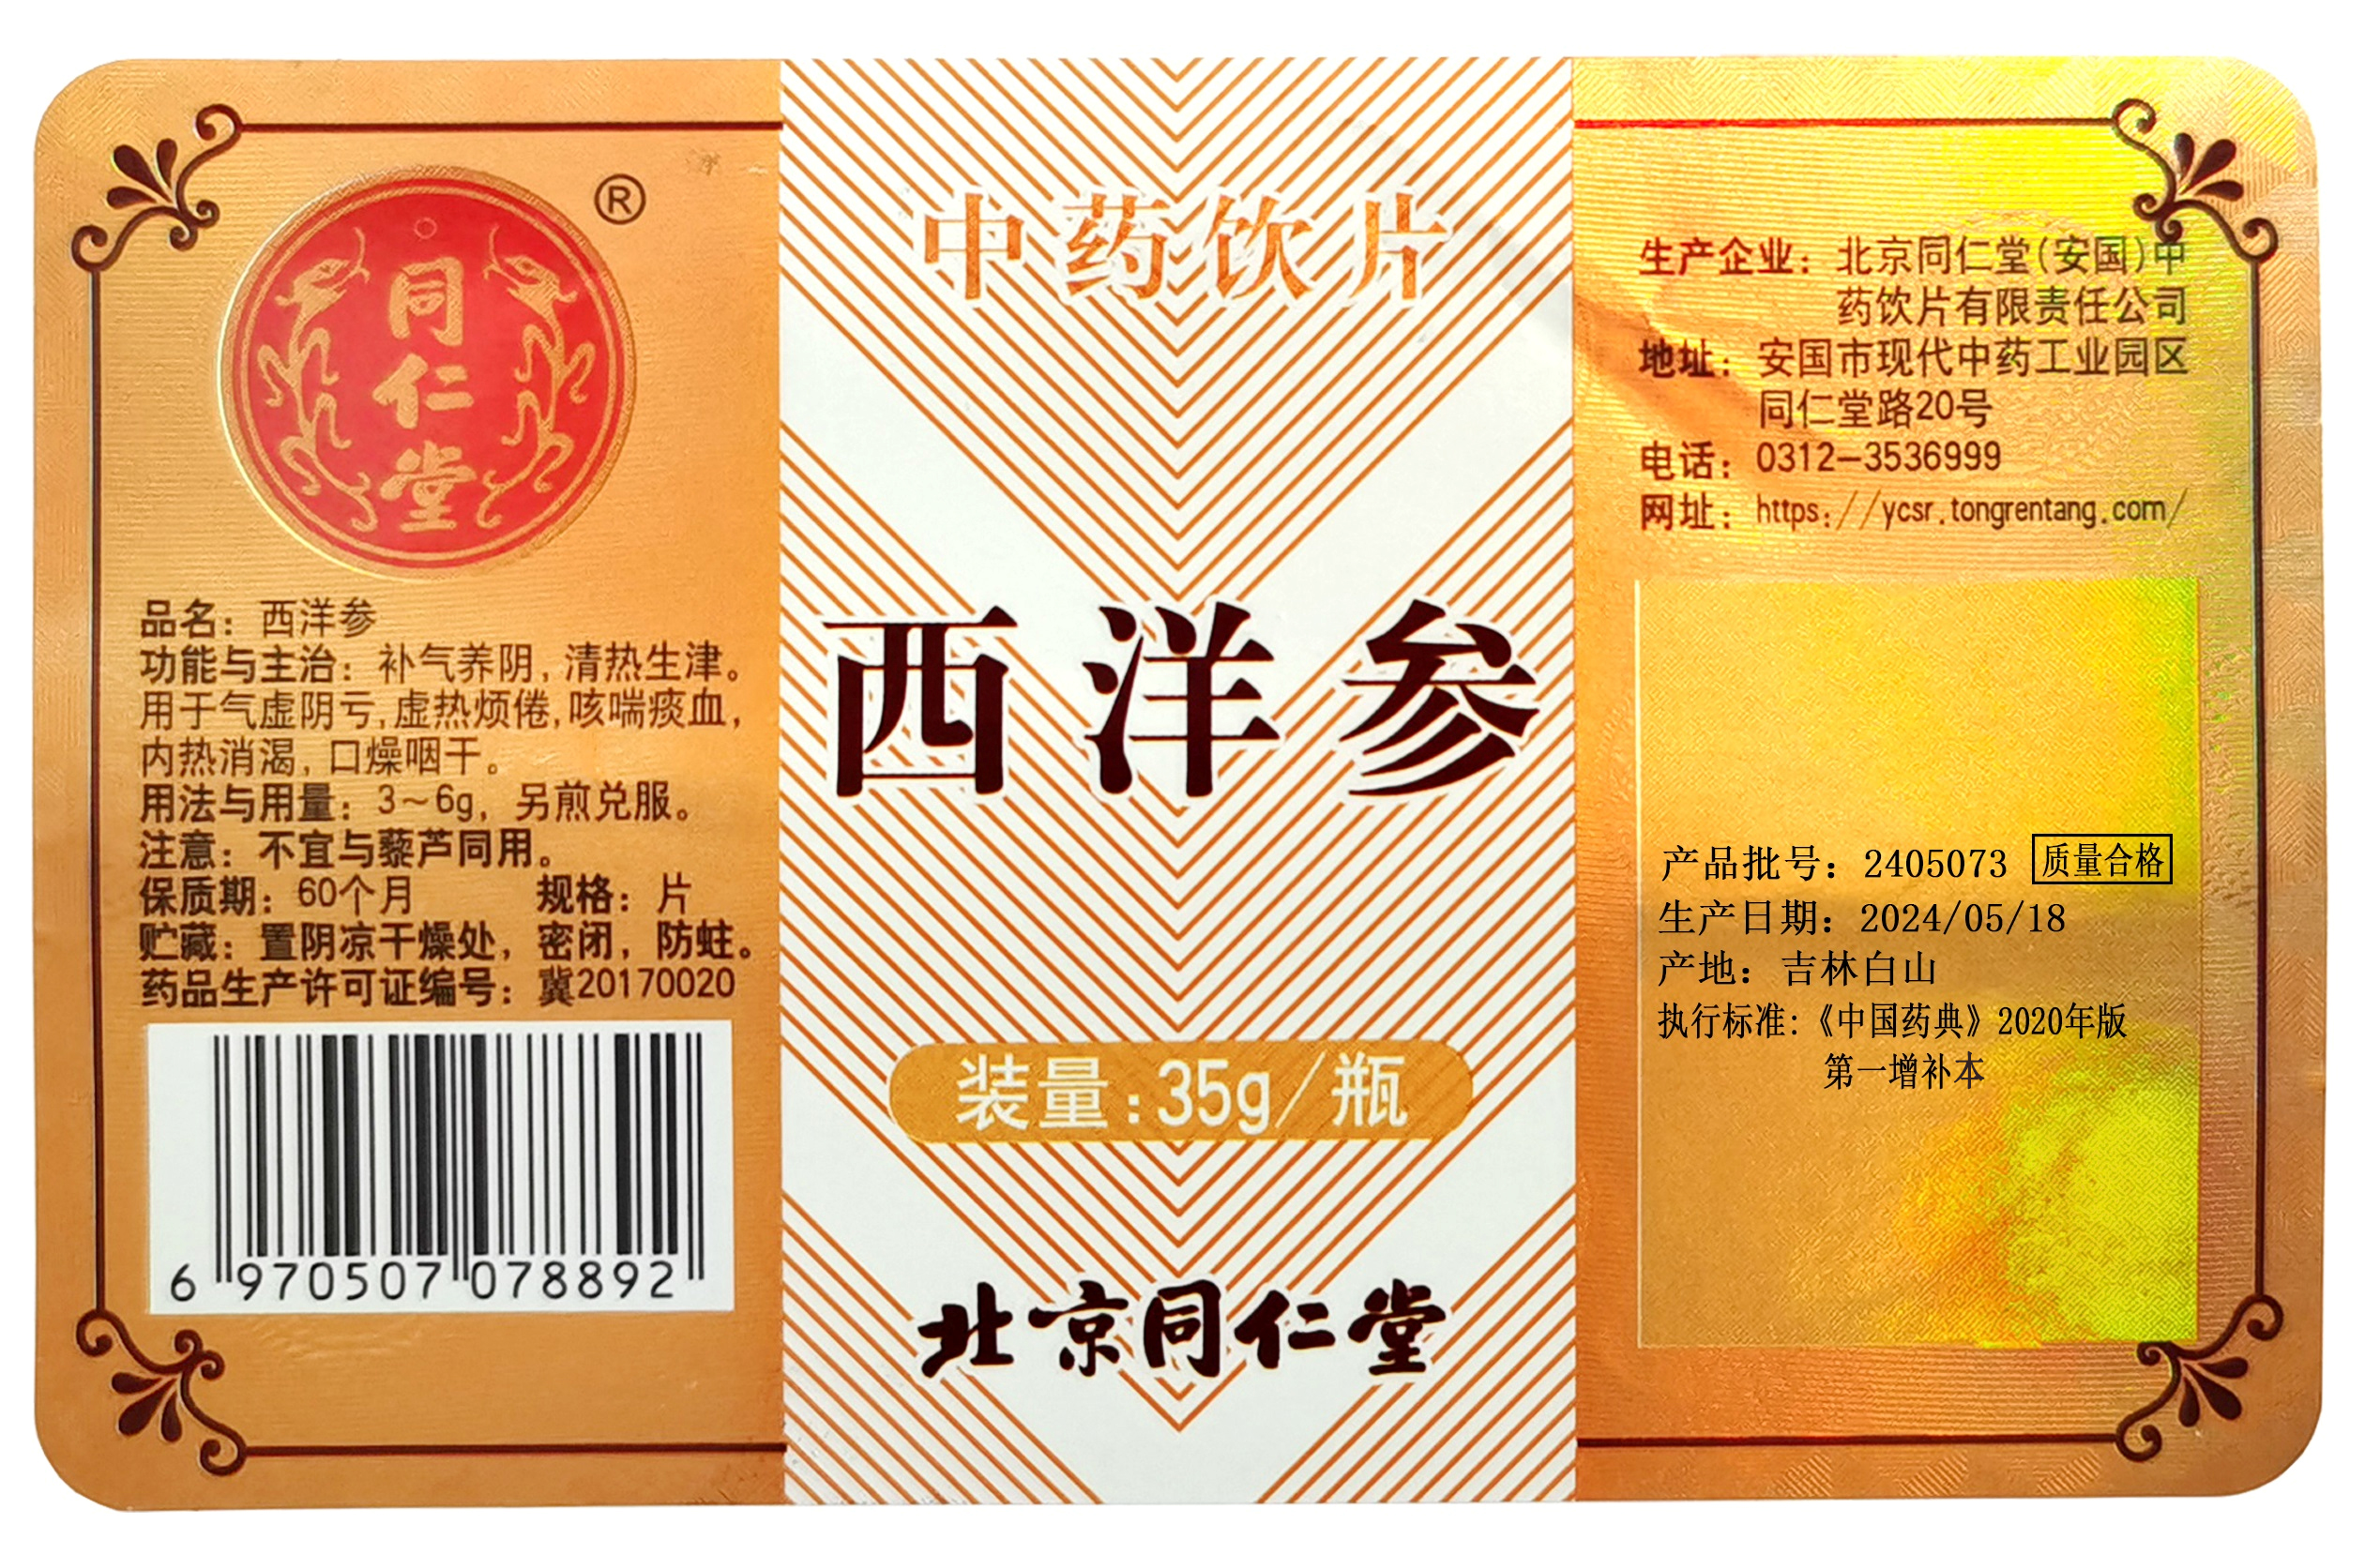 同仁堂
®
品名：西洋参
功能与主治：补气养阴，清热生津。
用于气虚阴亏，虚热烦倦，咳喘痰血，
内热消渴，口燥咽干。
用法与用量：3~6g，另煎兑服。
注意：不宜与藜芦同用。
保质期：60个月 规格：片
贮藏：置阴凉干燥处，密闭，防蛀。
药品生产许可证编号：冀20170020
6 970507 078892
中药饮片
西洋参
装量：35g/瓶
北京同仁堂
生产企业：北京同仁堂(安国)中
药饮片有限责任公司
地址：安国市现代中药工业园区
同仁堂路20号
电话：0312-3536999
网址：https://ycsr.tongrentang.com/
产品批号：2405073 质量合格
生产日期：2024/05/18
产地：吉林白山
执行标准：《中国药典》2020年版
第一增补本